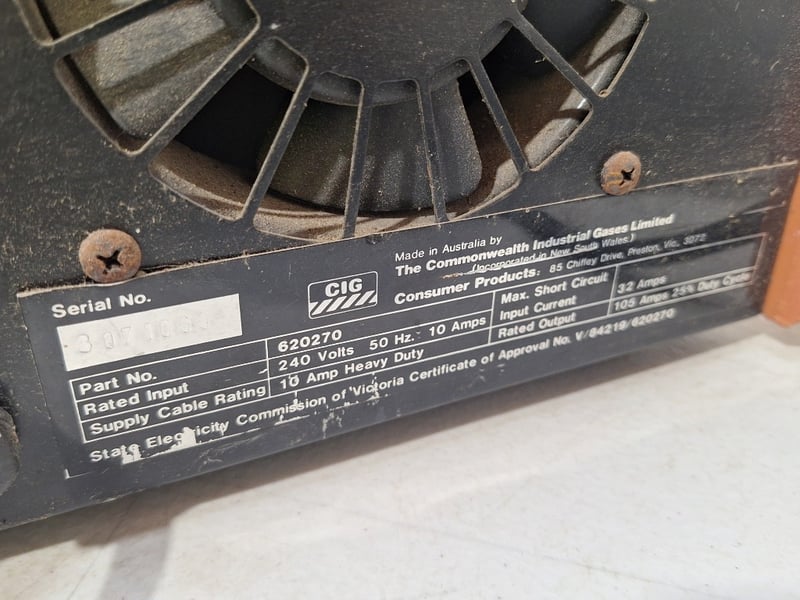 Made in Australia by
The Commonwealth Industrial Gases Limited
(Incorporated in New South Wales.)
CIG
Consumer Products: 85 Chifley Drive, Preston, Vic, 3072
Serial No.
Part No. 620270
Rated Input 240 Volts 50 Hz. 10 Amps
Supply Cable Rating 10 Amp Heavy Duty
Max. Short Circuit
Input Current 32 Amps
Rated Output 105 Amps 25% Duty Cycle
State Electricity Commission of Victoria Certificate of Approval No. V/84219/620270